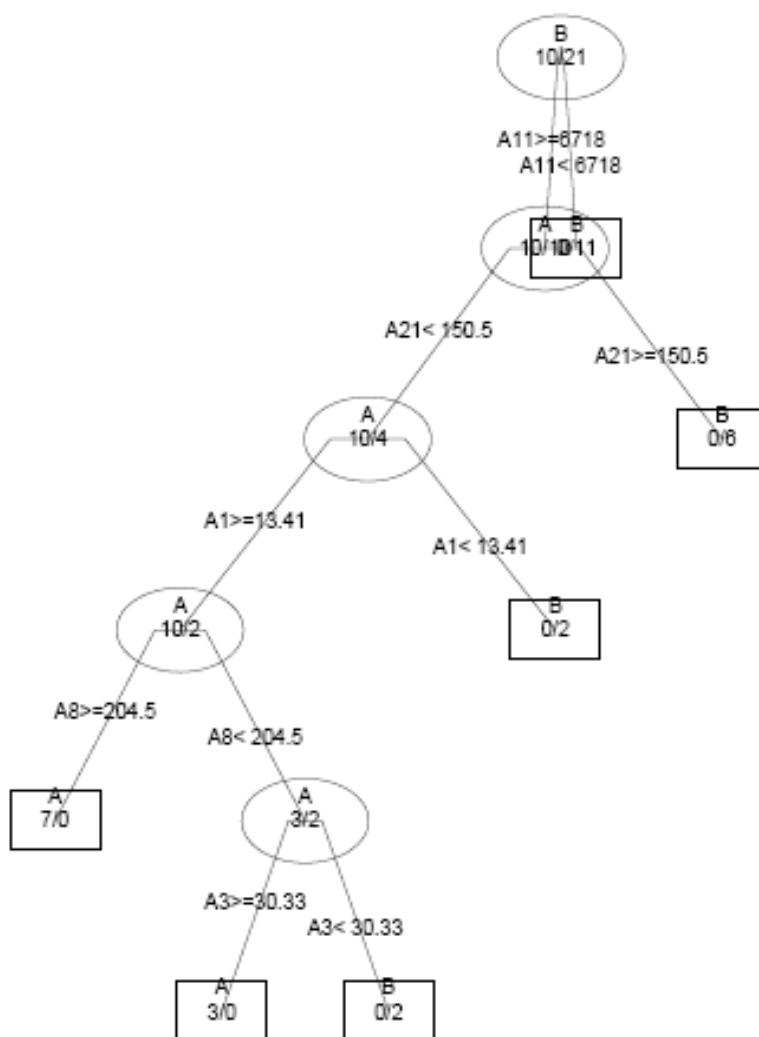 B
10/21
A11>=6718
A11< 6718
A
10/10
B
0/11
A21< 150.5
A21>=150.5
A
10/4
B
0/6
A1>=13.41
A1< 13.41
A
10/2
B
0/2
A8>=204.5
A8< 204.5
A
7/0
A
3/2
A3>=30.33
A3< 30.33
A
3/0
B
0/2